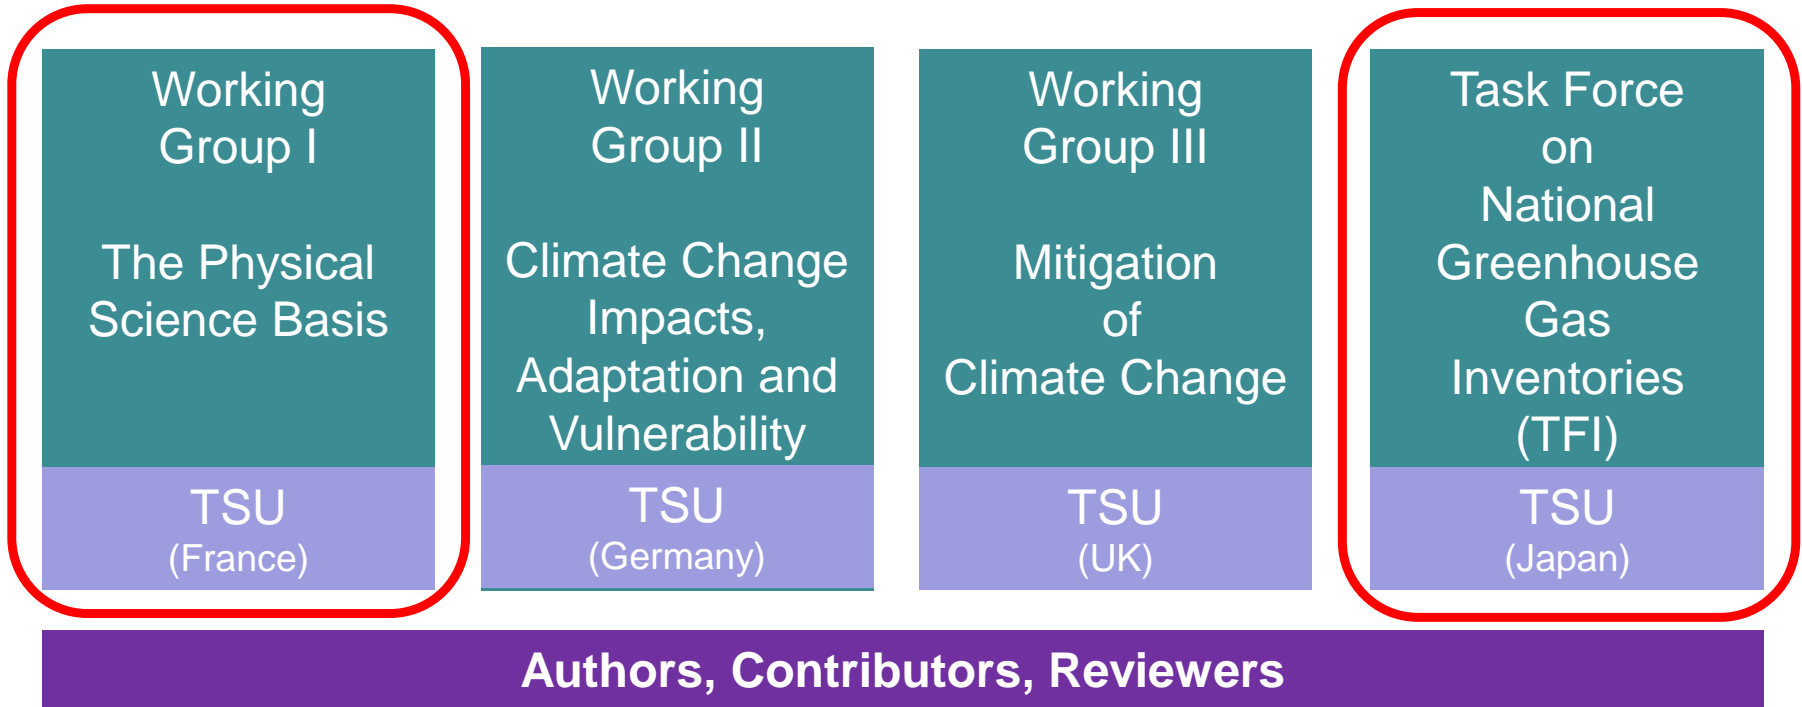 Working
Group I
The Physical
Science Basis
TSU
(France)
Working
Group II
Climate Change
Impacts,
Adaptation and
Vulnerability
TSU
(Germany)
Working
Group III
Mitigation
of
Climate Change
TSU
(UK)
Task Force
on
National
Greenhouse
Gas
Inventories
(TFI)
TSU
(Japan)
Authors, Contributors, Reviewers